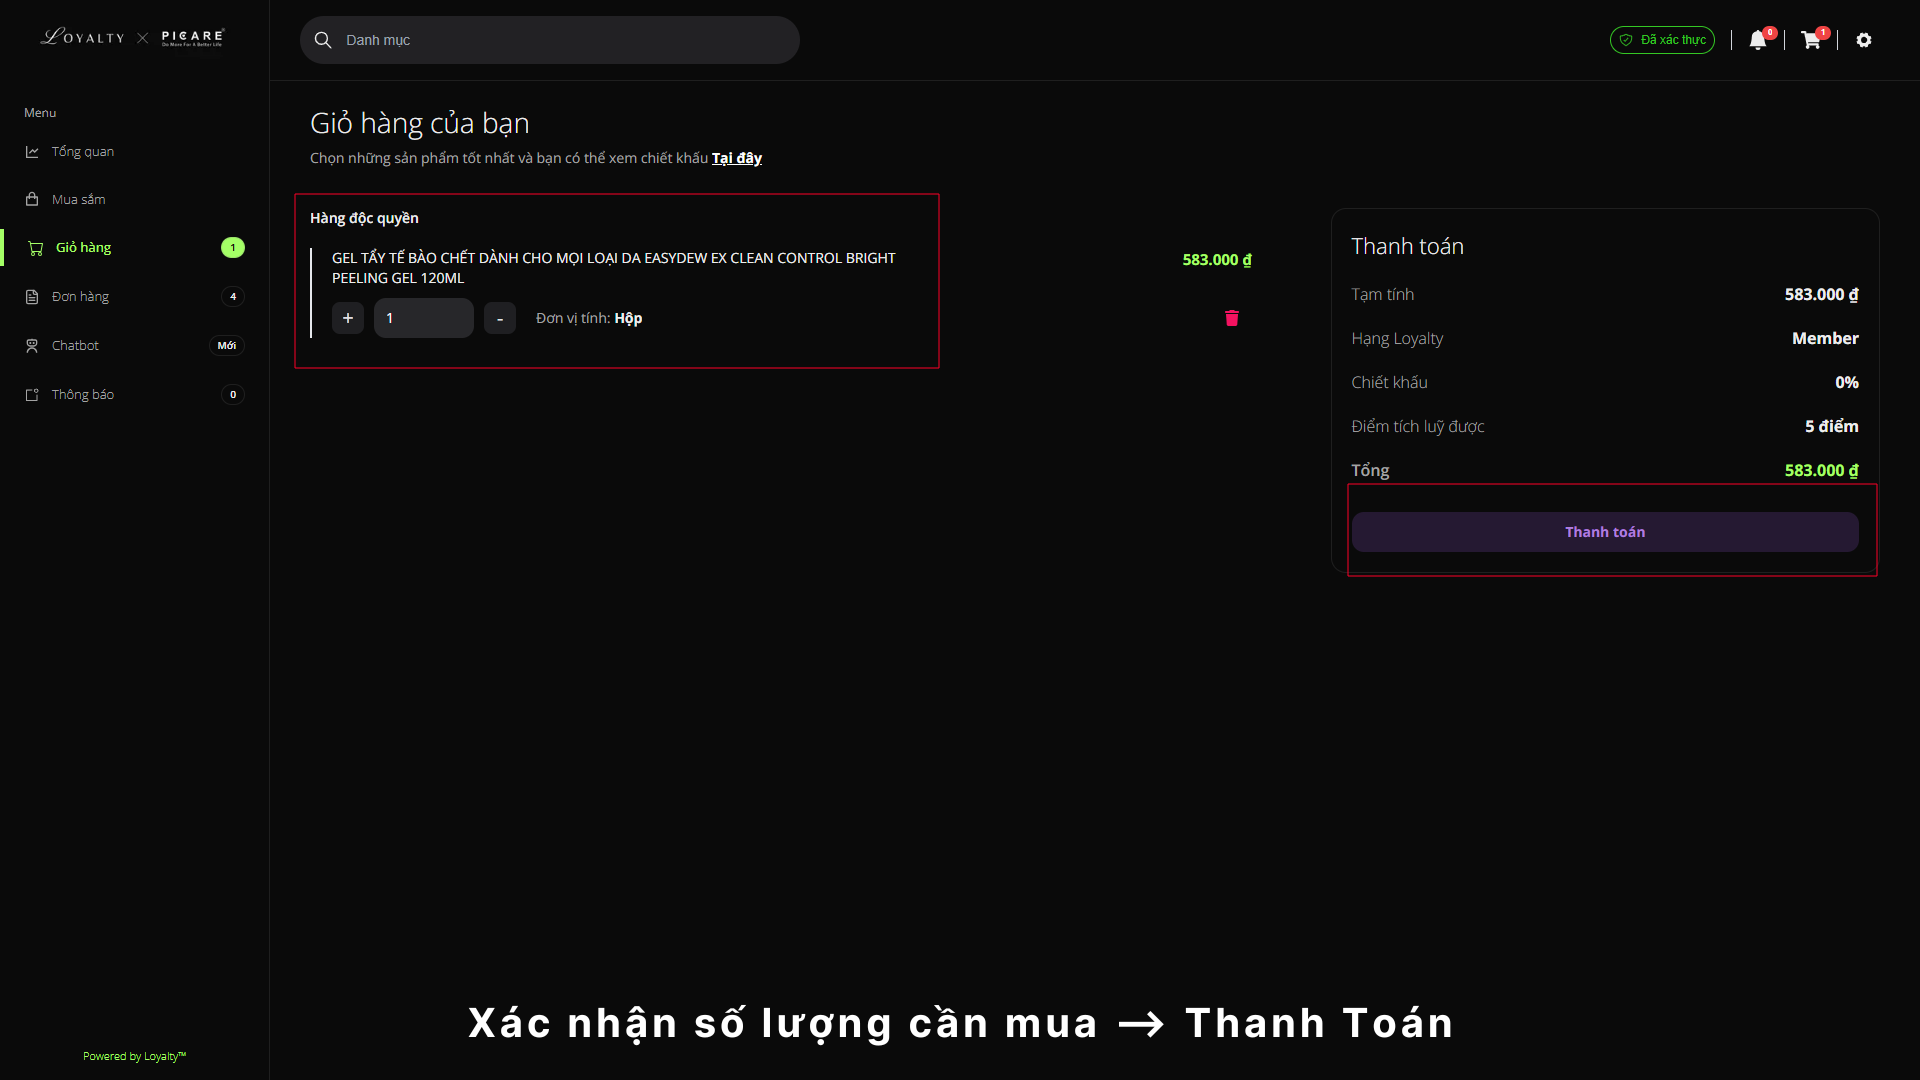 LOYALTY × PICARE
Do More For A Better Life
Danh mục
Đã xác thực
0
1
Menu
Tổng quan
Mua sắm
Giỏ hàng 1
Đơn hàng 4
Chatbot Mới
Thông báo 0
Powered by Loyalty™
Giỏ hàng của bạn
Chọn những sản phẩm tốt nhất và bạn có thể xem chiết khấu Tại đây
Hàng độc quyền
GEL TẨY TẾ BÀO CHẾT DÀNH CHO MỌI LOẠI DA EASYDEW EX CLEAN CONTROL BRIGHT
PEELING GEL 120ML
583.000 ₫
+ 1 - Đơn vị tính: Hộp
Thanh toán
Tạm tính 583.000 ₫
Hạng Loyalty Member
Chiết khấu 0%
Điểm tích luỹ được 5 điểm
Tổng 583.000 ₫
Thanh toán
Xác nhận số lượng cần mua → Thanh Toán